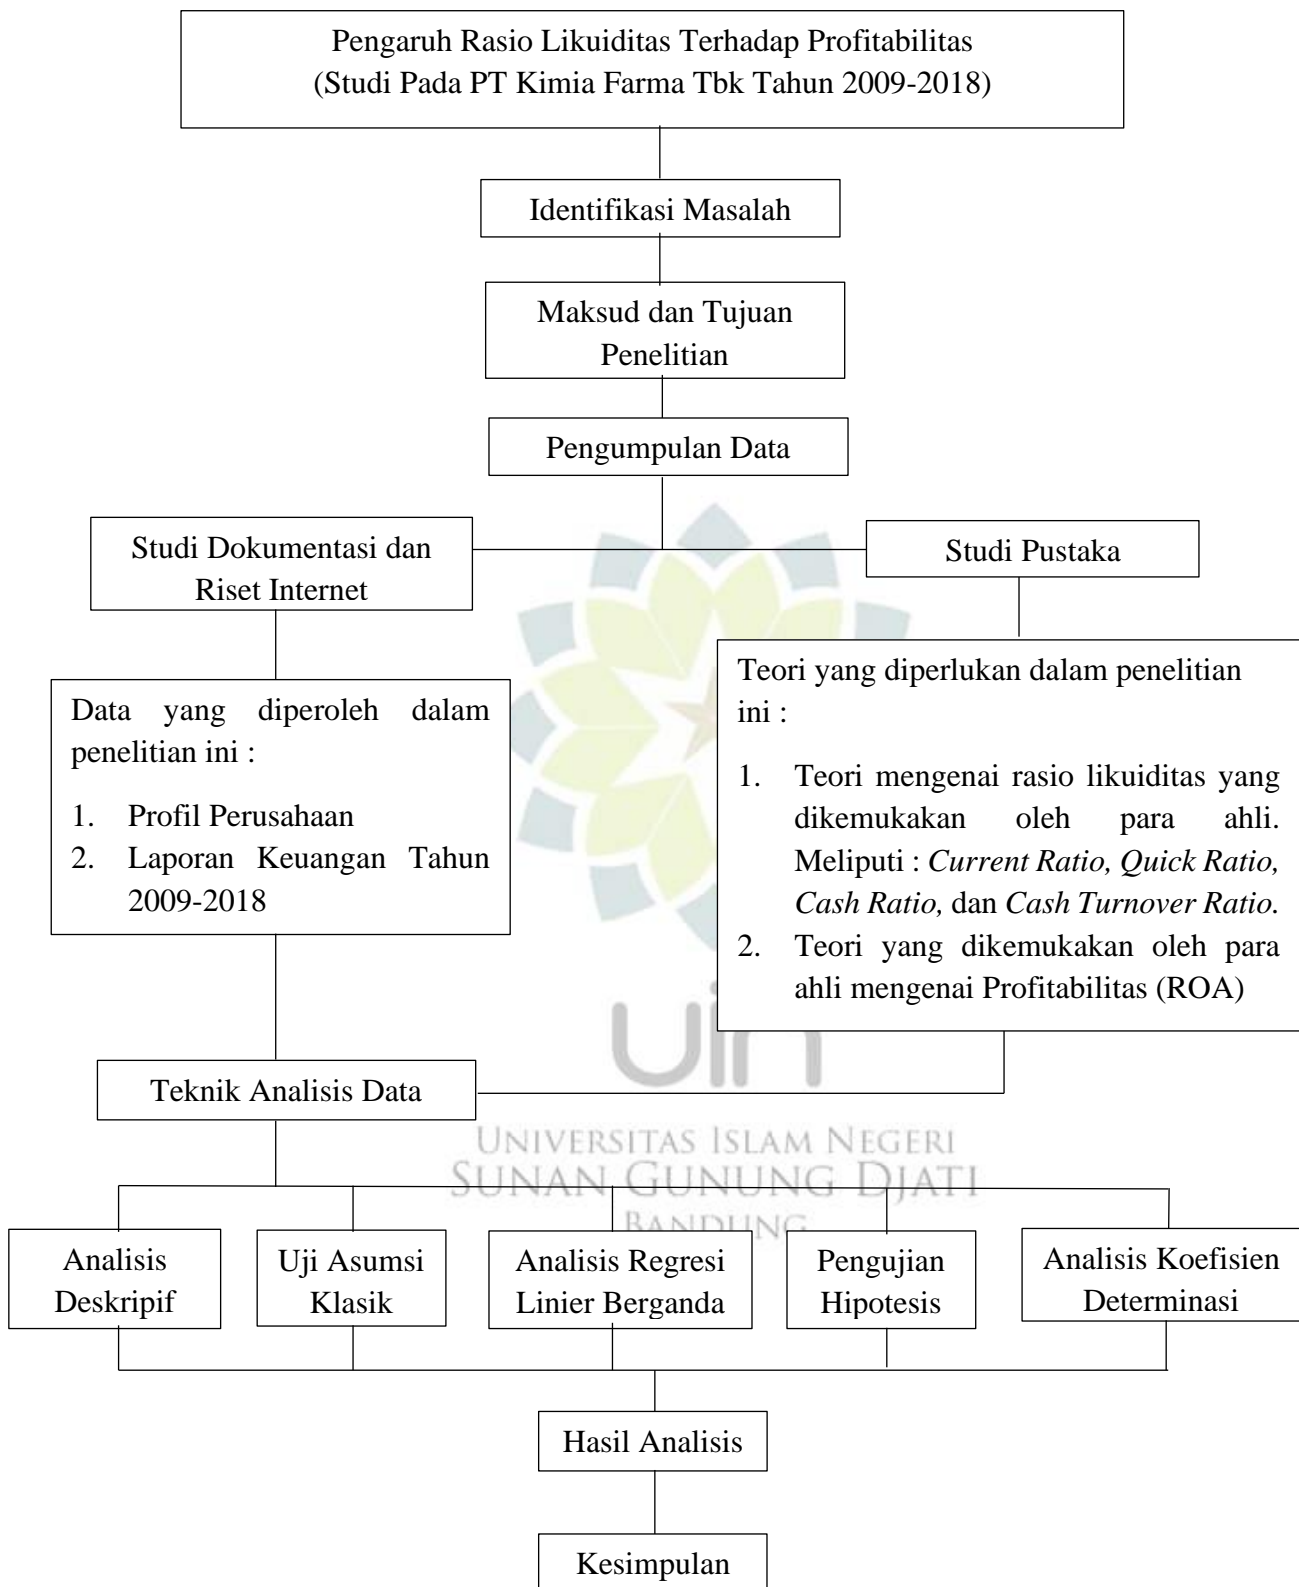 Pengaruh Rasio Likuiditas Terhadap Profitabilitas
(Studi Pada PT Kimia Farma Tbk Tahun 2009-2018)
Identifikasi Masalah
Maksud dan Tujuan
Penelitian
Pengumpulan Data
Studi Dokumentasi dan
Riset Internet
Studi Pustaka
Data yang diperoleh dalam
penelitian ini :
1. Profil Perusahaan
2. Laporan Keuangan Tahun
2009-2018
Teori yang diperlukan dalam penelitian
ini :
1. Teori mengenai rasio likuiditas yang
dikemukakan oleh para ahli.
Meliputi : Current Ratio, Quick Ratio,
Cash Ratio, dan Cash Turnover Ratio.
2. Teori yang dikemukakan oleh para
ahli mengenai Profitabilitas (ROA)
uin
Teknik Analisis Data
UNIVERSITAS ISLAM NEGERI
SUNAN GUNUNG DJATI
BANDUNG
Analisis
Deskripif
Uji Asumsi
Klasik
Analisis Regresi
Linier Berganda
Pengujian
Hipotesis
Analisis Koefisien
Determinasi
Hasil Analisis
Kesimpulan